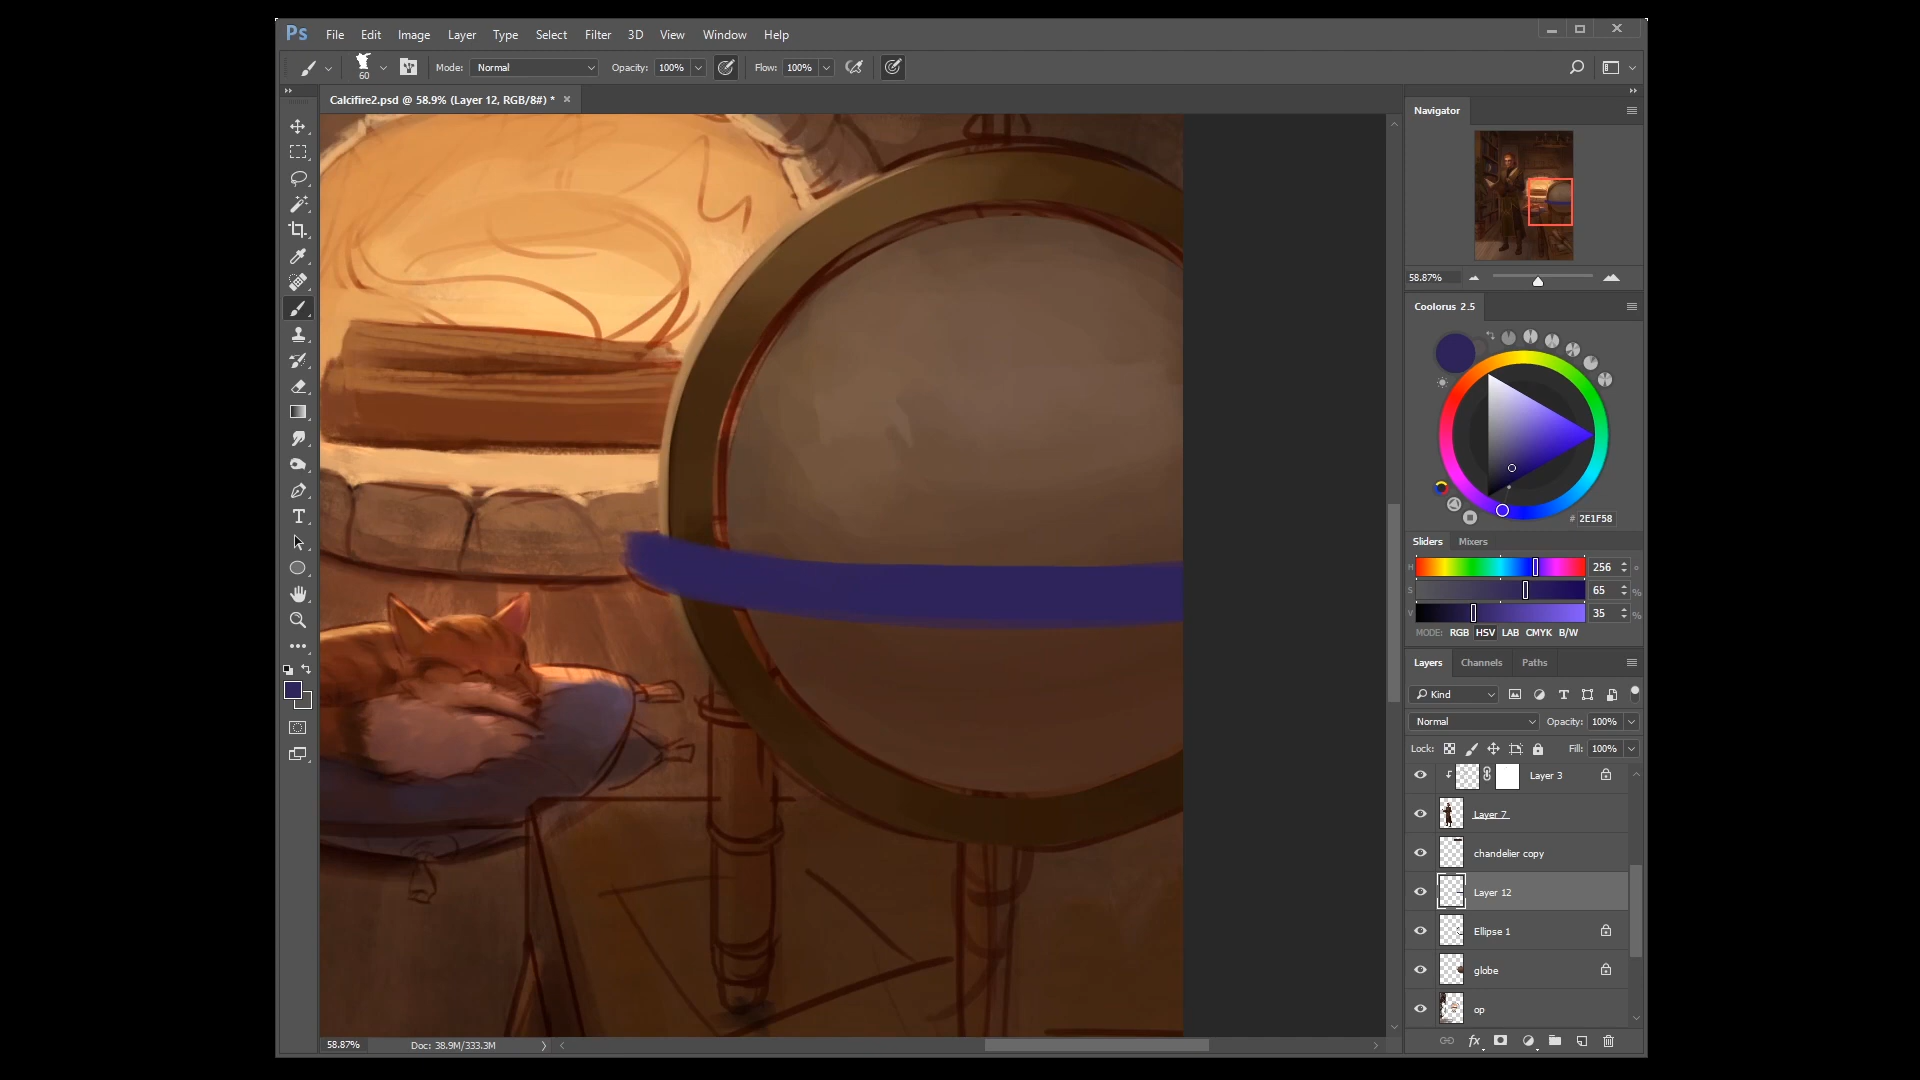 Ps File Edit Image Layer Type Select Filter 3D View Window Help
60 Mode: Normal Opacity: 100% Flow: 100%
Calcifire2.psd @ 58.9% (Layer 12, RGB/8#) *
Navigator
58.87%
Coolorus 2.5
# 2E1F58
Sliders Mixers
H 256 °
S 65 %
V 35 %
MODE: RGB HSV LAB CMYK B/W
Layers Channels Paths
Kind
Normal Opacity: 100%
Lock: Fill: 100%
Layer 3
Layer 7
chandelier copy
Layer 12
Ellipse 1
globe
op
fx
58.87% Doc: 38.9M/333.3M